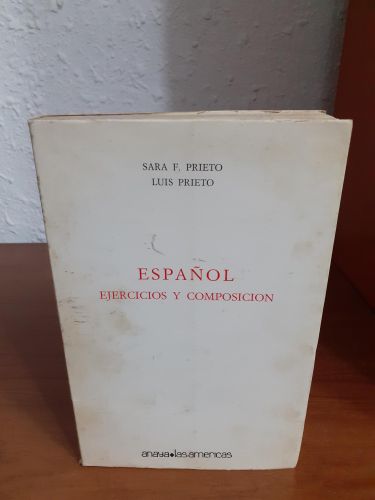 SARA F. PRIETO
LUIS PRIETO
ESPAÑOL
EJERCICIOS Y COMPOSICION
anaya•las americas